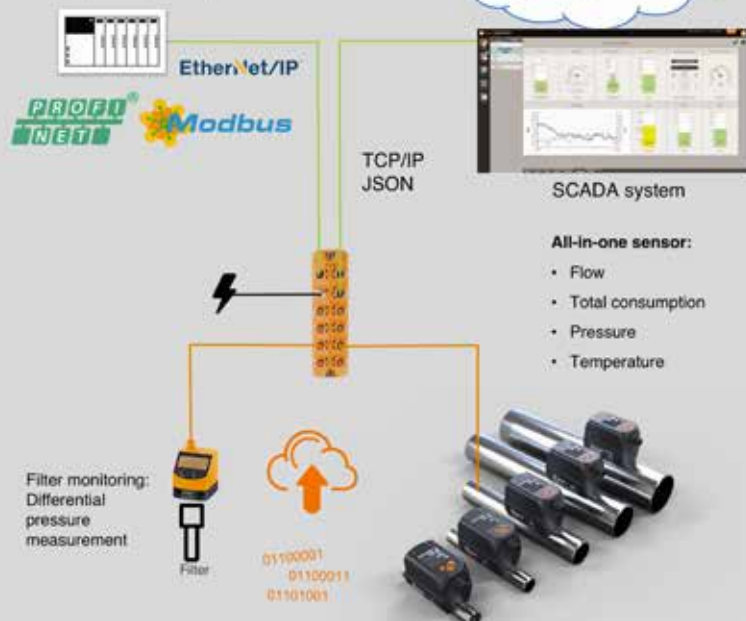 EtherNet/IP
PROFI®
NET
Modbus
TCP/IP
JSON
SCADA system
All-in-one sensor:
• Flow
• Total consumption
• Pressure
• Temperature
Filter monitoring:
Differential
pressure
measurement
Filter
01100001
01100011
01101001